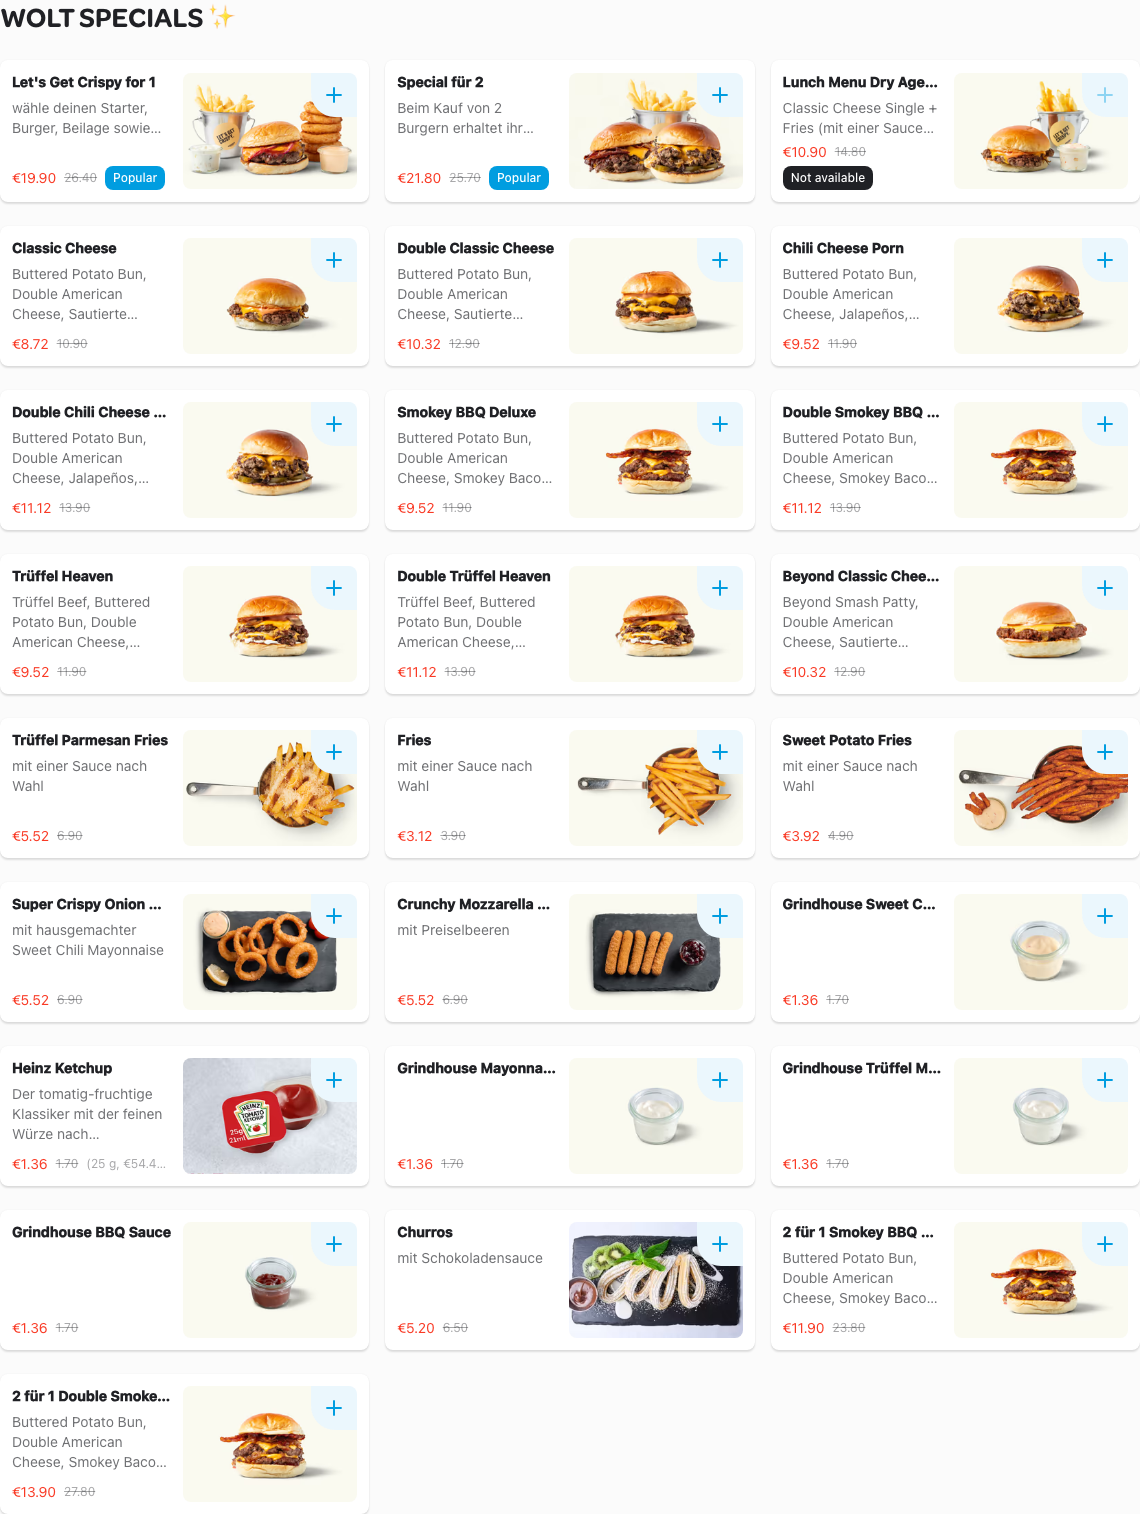 WOLT SPECIALS ✨
Let's Get Crispy for 1
wähle deinen Starter,
Burger, Beilage sowie...
€19.90 26.40 Popular
Special für 2
Beim Kauf von 2
Burgern erhaltet ihr...
€21.80 25.70 Popular
Lunch Menu Dry Age...
Classic Cheese Single +
Fries (mit einer Sauce...
€10.90 14.80
Not available
Classic Cheese
Buttered Potato Bun,
Double American
Cheese, Sautierte...
€8.72 10.90
Double Classic Cheese
Buttered Potato Bun,
Double American
Cheese, Sautierte...
€10.32 12.90
Chili Cheese Porn
Buttered Potato Bun,
Double American
Cheese, Jalapeños,...
€9.52 11.90
Double Chili Cheese ...
Buttered Potato Bun,
Double American
Cheese, Jalapeños,...
€11.12 13.90
Smokey BBQ Deluxe
Buttered Potato Bun,
Double American
Cheese, Smokey Baco...
€9.52 11.90
Double Smokey BBQ ...
Buttered Potato Bun,
Double American
Cheese, Smokey Baco...
€11.12 13.90
Trüffel Heaven
Trüffel Beef, Buttered
Potato Bun, Double
American Cheese,...
€9.52 11.90
Double Trüffel Heaven
Trüffel Beef, Buttered
Potato Bun, Double
American Cheese,...
€11.12 13.90
Beyond Classic Chee...
Beyond Smash Patty,
Double American
Cheese, Sautierte...
€10.32 12.90
Trüffel Parmesan Fries
mit einer Sauce nach
Wahl
€5.52 6.90
Fries
mit einer Sauce nach
Wahl
€3.12 3.90
Sweet Potato Fries
mit einer Sauce nach
Wahl
€3.92 4.90
Super Crispy Onion ...
mit hausgemachter
Sweet Chili Mayonnaise
€5.52 6.90
Crunchy Mozzarella ...
mit Preiselbeeren
€5.52 6.90
Grindhouse Sweet C...
€1.36 1.70
Heinz Ketchup
Der tomatig-fruchtige
Klassiker mit der feinen
Würze nach...
€1.36 1.70 (25 g, €54.4...
HEINZ
TOMATO
KETCHUP
25g
21ml
Grindhouse Mayonna...
€1.36 1.70
Grindhouse Trüffel M...
€1.36 1.70
Grindhouse BBQ Sauce
€1.36 1.70
Churros
mit Schokoladensauce
€5.20 6.50
2 für 1 Smokey BBQ ...
Buttered Potato Bun,
Double American
Cheese, Smokey Baco...
€11.90 23.80
2 für 1 Double Smoke...
Buttered Potato Bun,
Double American
Cheese, Smokey Baco...
€13.90 27.80